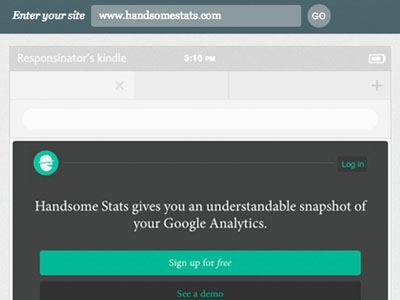 Enter your site www.handsomestats.com GO
Responsinator's kindle 3:10 PM
Log in
Handsome Stats gives you an understandable snapshot of
your Google Analytics.
Sign up for free
See a demo